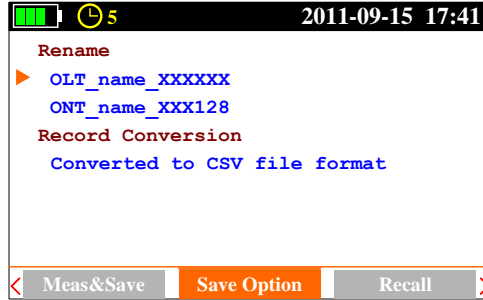 5 2011-09-15 17:41
Rename
OLT_name_XXXXXX
ONT_name_XXX128
Record Conversion
Converted to CSV file format
Meas&Save Save Option Recall